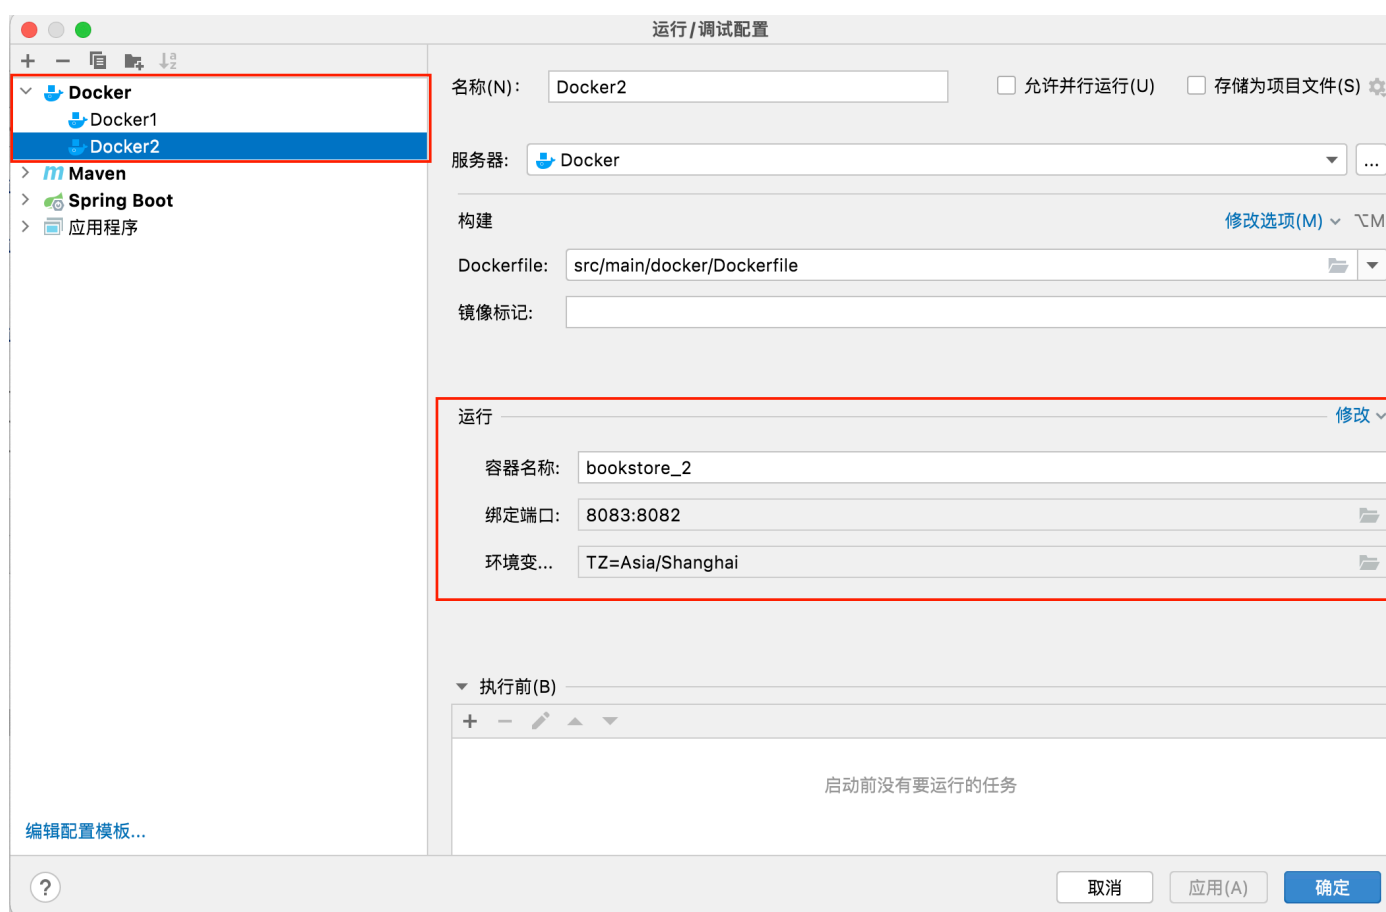 运行/调试配置
Docker
Docker1
Docker2
Maven
Spring Boot
应用程序
编辑配置模板...
名称(N):
Docker2
允许并行运行(U)
存储为项目文件(S)
服务器:
Docker
...
构建
修改选项(M)
⌥M
Dockerfile:
src/main/docker/Dockerfile
镜像标记:
运行
修改
容器名称:
bookstore_2
绑定端口:
8083:8082
环境变...
TZ=Asia/Shanghai
执行前(B)
启动前没有要运行的任务
?
取消
应用(A)
确定